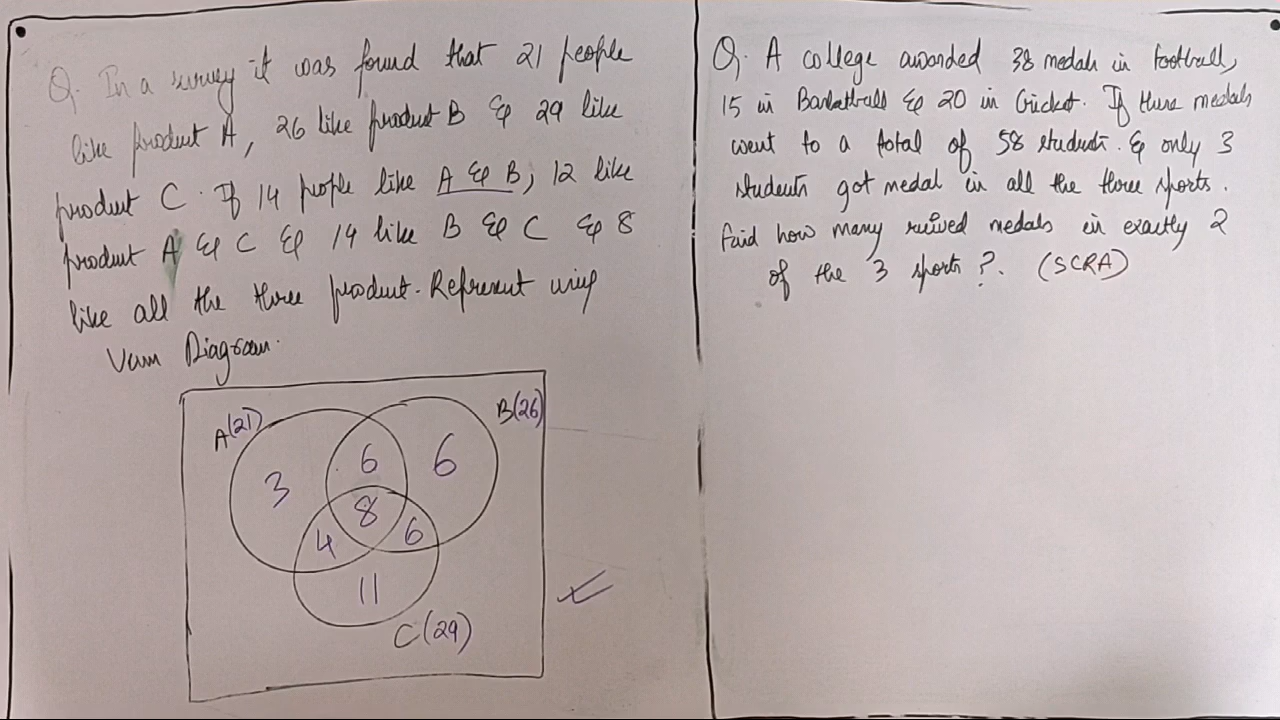 Q. In a survey it was found that 21 people
like product A, 26 like product B & 29 like
product C. If 14 people like A & B; 12 like
product A & C & 14 like B & C & 8
like all the three product. Represent using
Venn Diagram.
A(21)
B(26)
6
6
3
8
4
6
11
C(29)
Q. A college awarded 38 medals in football,
15 in Basketball & 20 in Cricket. If these medals
went to a total of 58 students. & only 3
students got medal in all the three sports.
find how many received medals in exactly 2
of the 3 sports?. (SCRA)